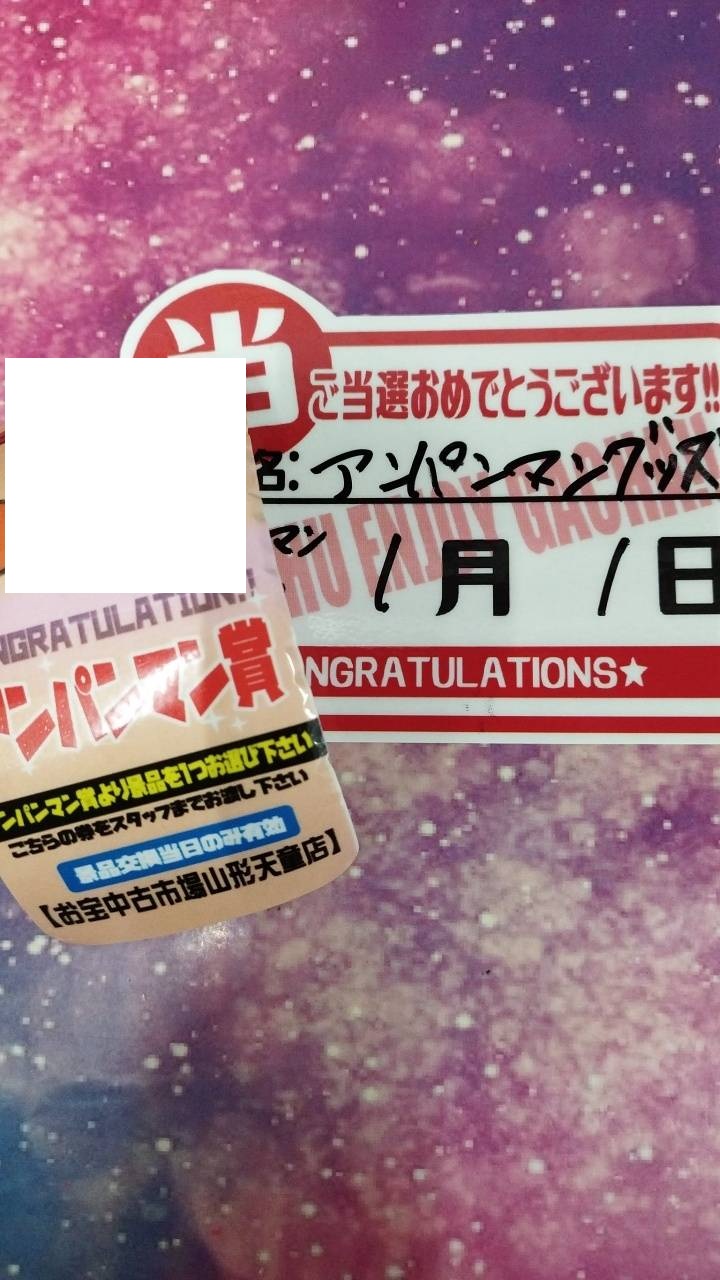 当
ご当選おめでとうございます!!
名:アンパンマングッズ
マン
1月 1日
HU ENJOY GACHA
NGRATULATIONS★
NGRATULATION
アンパンマン賞
ンパンマン賞より景品を1つお選び下さい
こちらの券をスタッフまでお渡し下さい
景品交換当日のみ有効
【お宝中古市場山形天童店】